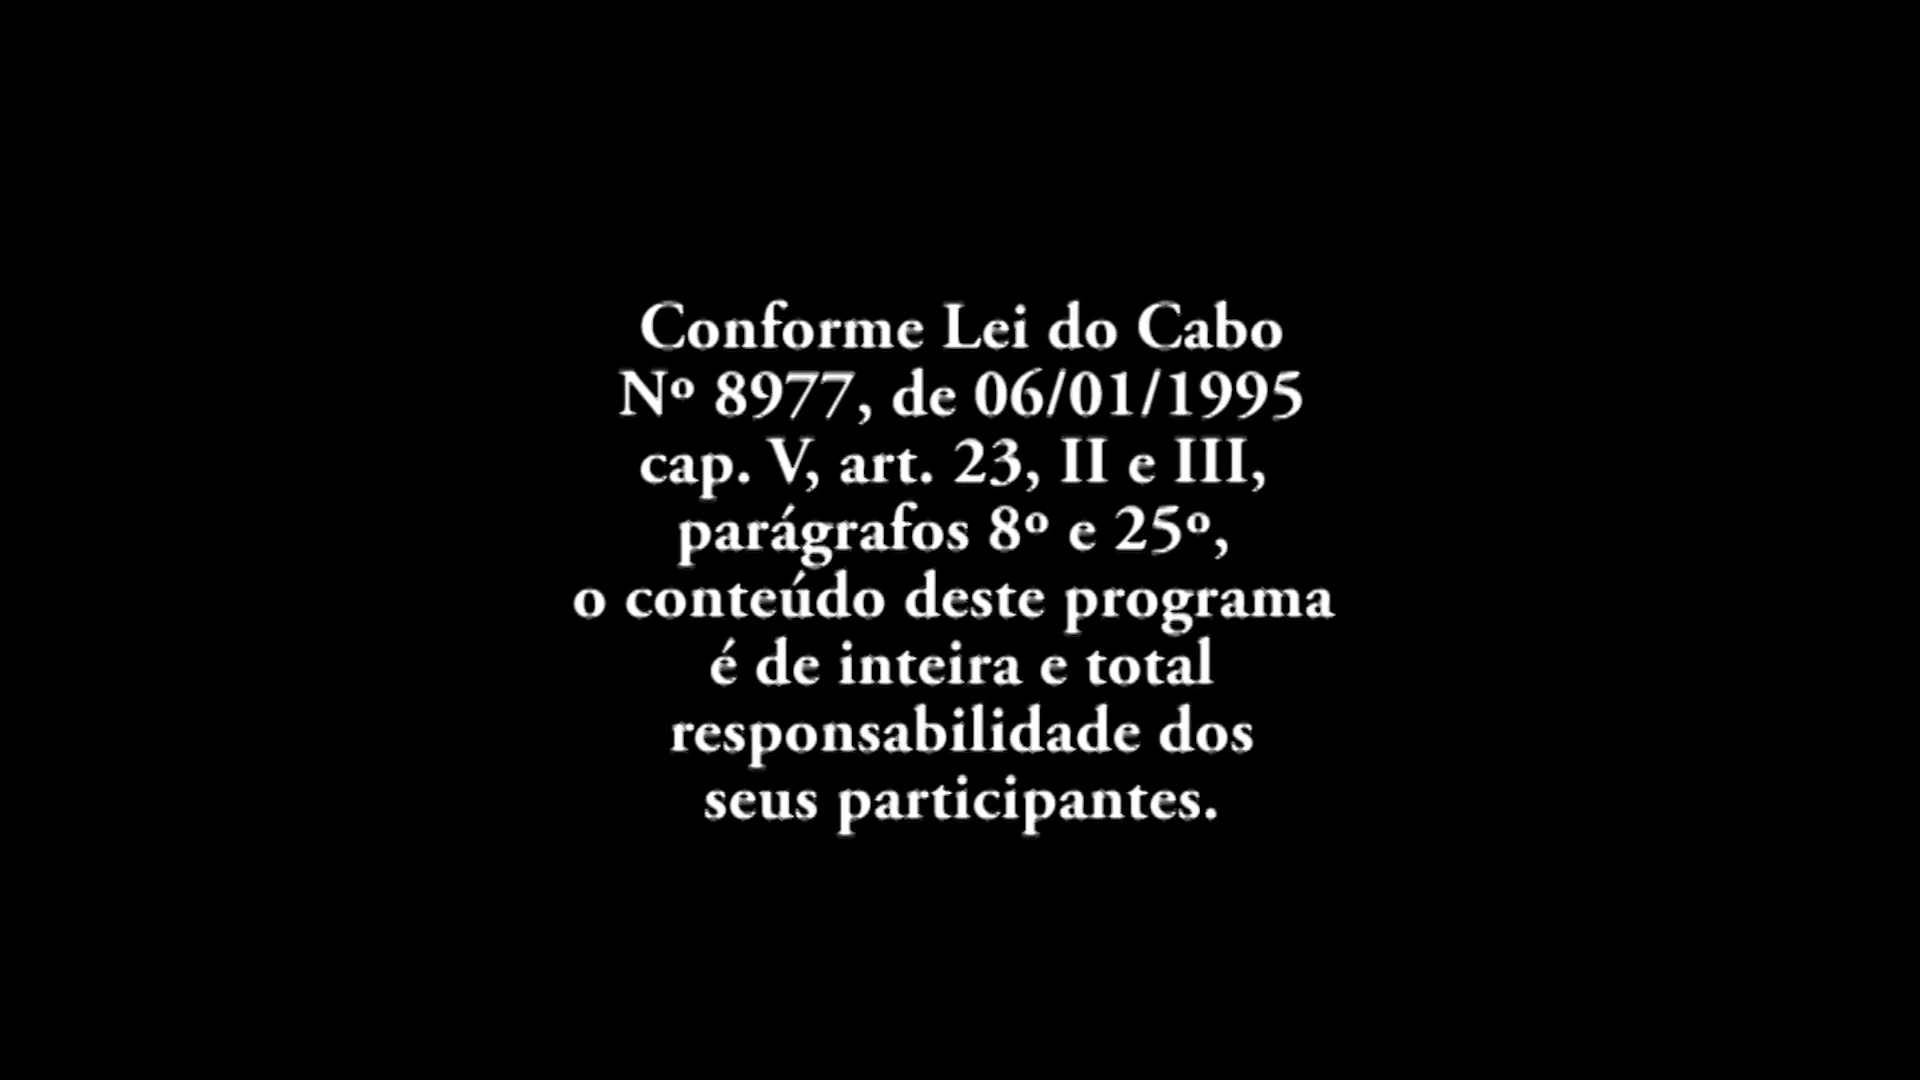 Conforme Lei do Cabo
Nº 8977, de 06/01/1995
cap. V, art. 23, II e III,
parágrafos 8º e 25º,
o conteúdo deste programa
é de inteira e total
responsabilidade dos
seus participantes.